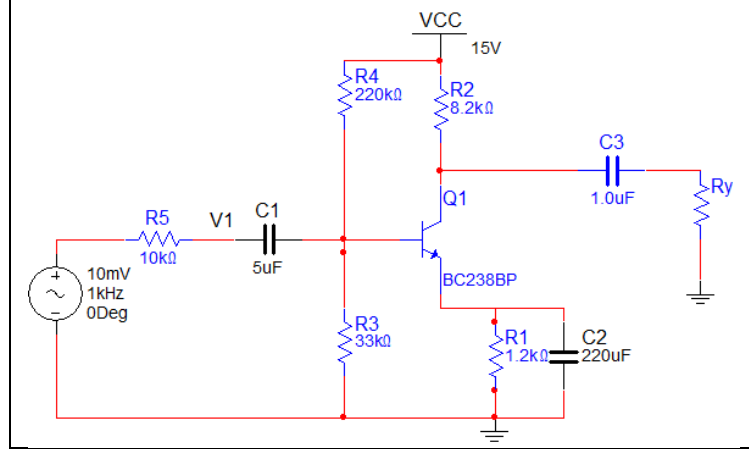 VCC
15V
R4
220kΩ
R2
8.2kΩ
C3
1.0uF
Ry
Q1
BC238BP
R5
10kΩ
V1
C1
5uF
+
10mV
1kHz
0Deg
R3
33kΩ
R1
1.2kΩ
C2
220uF